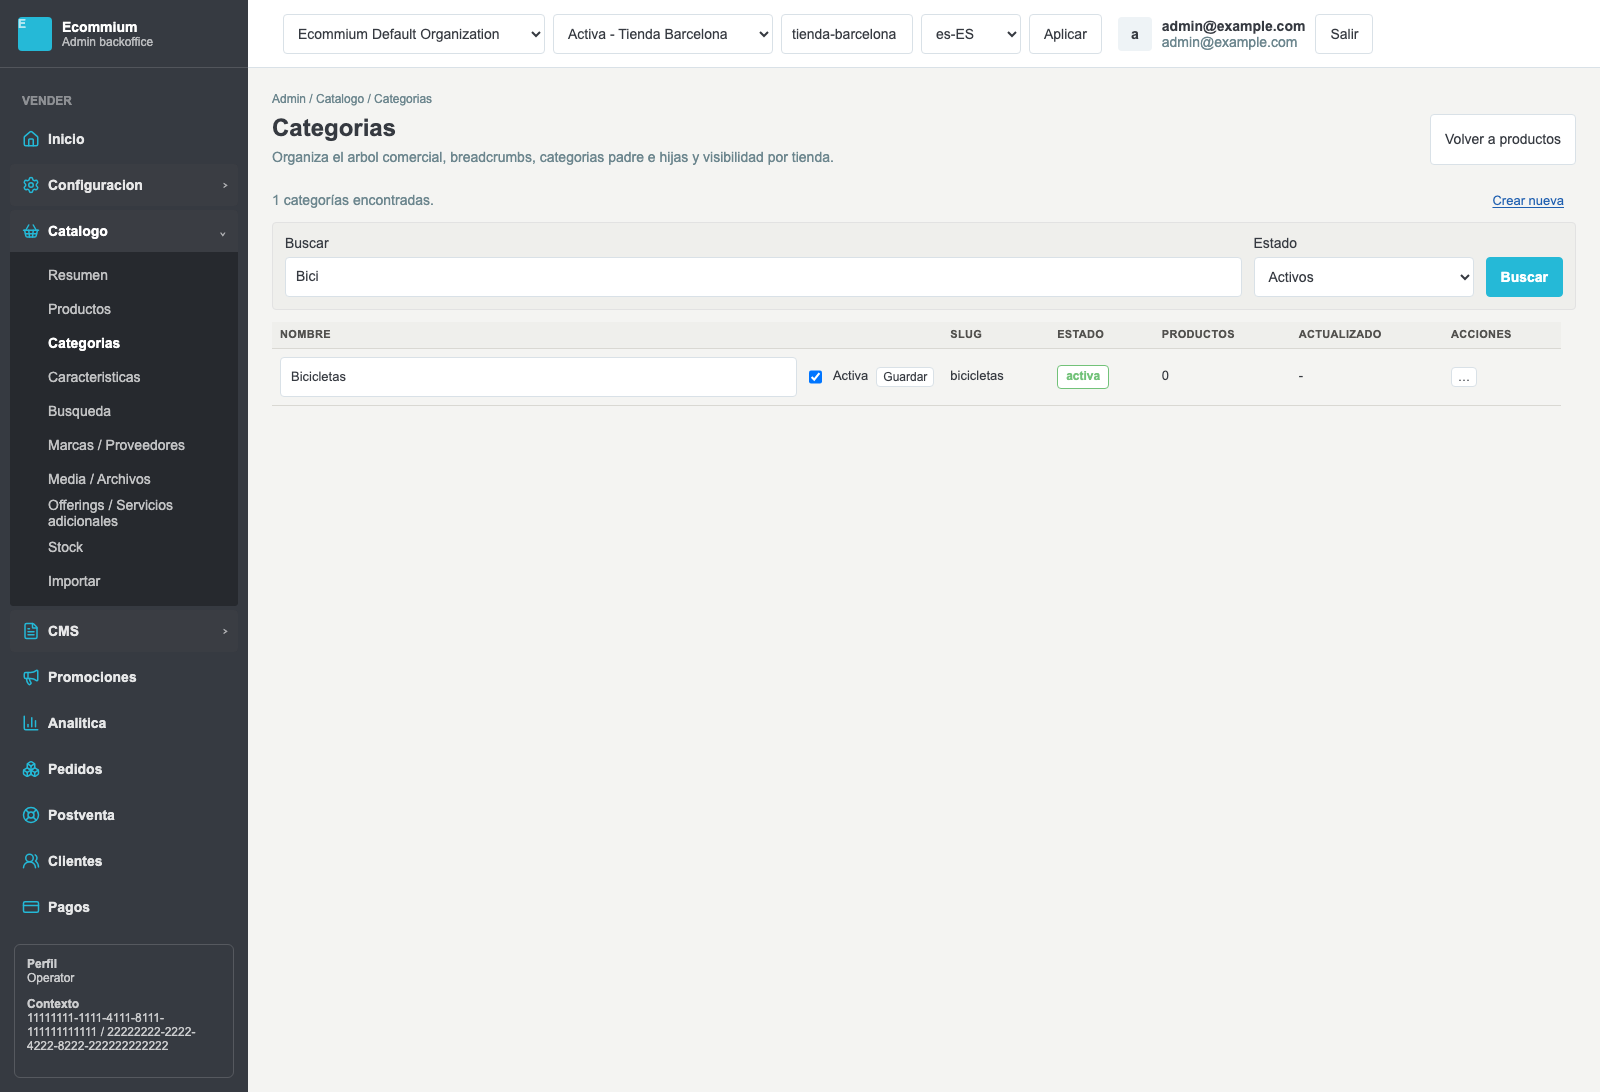 E
Ecommium
Admin backoffice
Ecommium Default Organization
Activa - Tienda Barcelona
tienda-barcelona
es-ES
Aplicar
a
admin@example.com
admin@example.com
Salir
VENDER
Inicio
Configuracion
Catalogo
Resumen
Productos
Categorias
Caracteristicas
Busqueda
Marcas / Proveedores
Media / Archivos
Offerings / Servicios
adicionales
Stock
Importar
CMS
Promociones
Analitica
Pedidos
Postventa
Clientes
Pagos
Perfil
Operator
Contexto
11111111-1111-4111-8111-
111111111111 / 22222222-2222-
4222-8222-222222222222
Admin / Catalogo / Categorias
Categorias
Organiza el arbol comercial, breadcrumbs, categorias padre e hijas y visibilidad por tienda.
Volver a productos
1 categorías encontradas.
Crear nueva
Buscar
Estado
Bici
Activos
Buscar
NOMBRE SLUG ESTADO PRODUCTOS ACTUALIZADO ACCIONES
Bicicletas Activa Guardar bicicletas activa 0 - ...